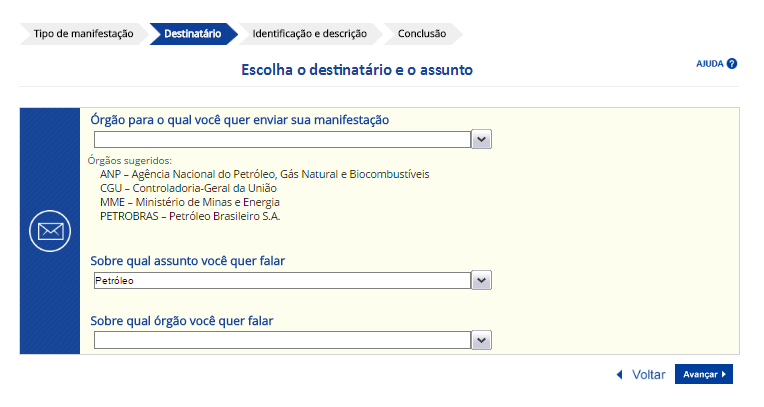 Tipo de manifestação Destinatário Identificação e descrição Conclusão
Escolha o destinatário e o assunto
AJUDA ?
Órgão para o qual você quer enviar sua manifestação
Órgãos sugeridos:
ANP – Agência Nacional do Petróleo, Gás Natural e Biocombustíveis
CGU – Controladoria-Geral da União
MME – Ministério de Minas e Energia
PETROBRAS – Petróleo Brasileiro S.A.
Sobre qual assunto você quer falar
Petróleo
Sobre qual órgão você quer falar
Voltar Avançar